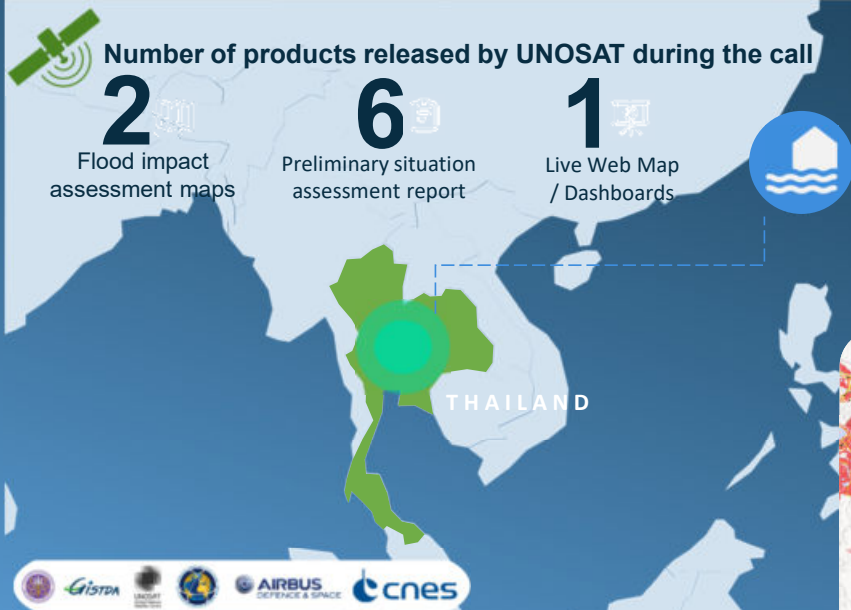 Number of products released by UNOSAT during the call
2
6
1
Flood impact
assessment maps
Preliminary situation
assessment report
Live Web Map
/ Dashboards
THAILAND
GISTDA
UNOSAT
AIRBUS
DEFENCE & SPACE
cnes